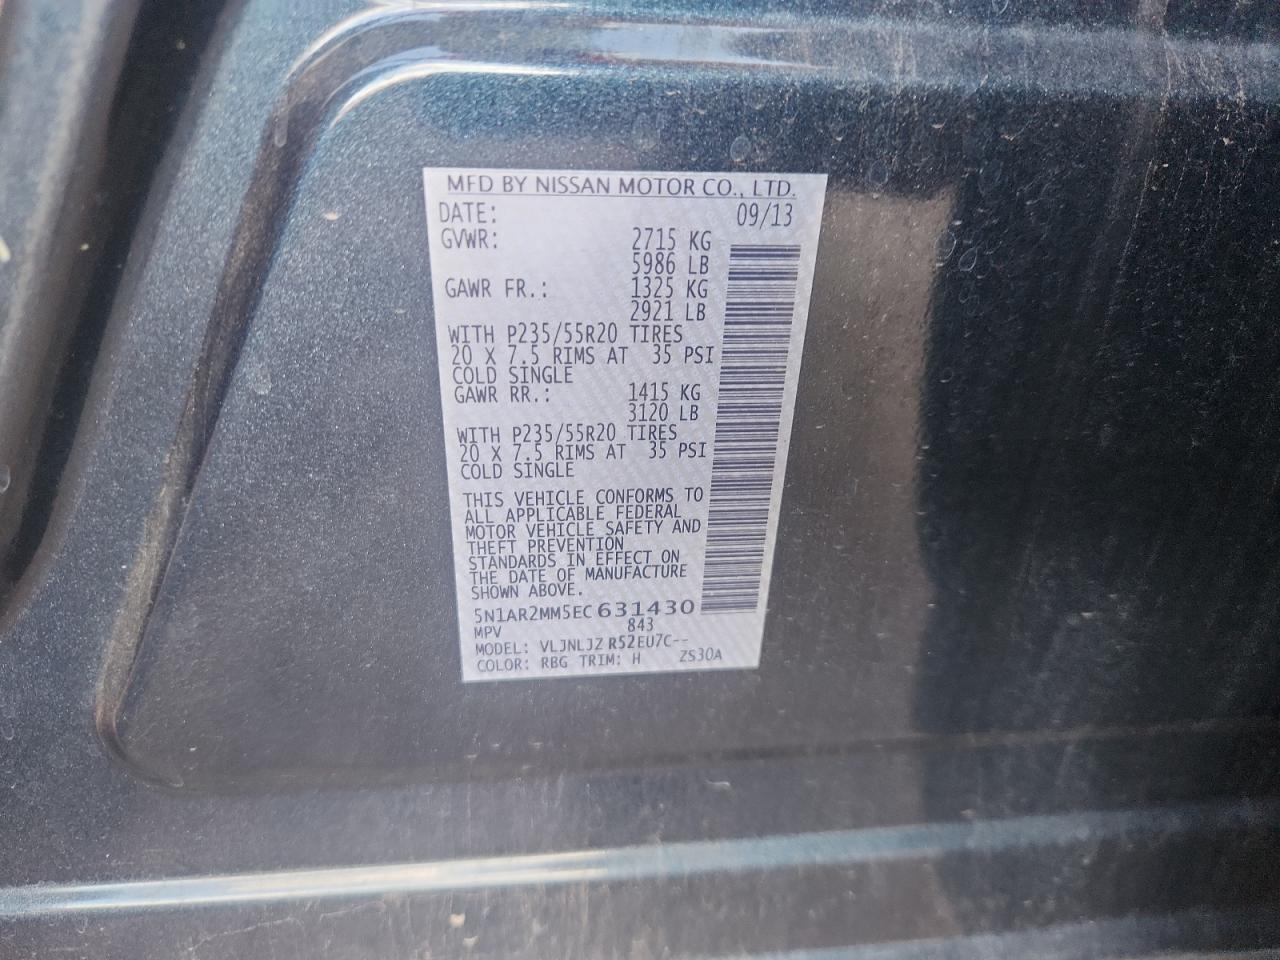 MFD BY NISSAN MOTOR CO., LTD.
DATE: 09/13
GVWR: 2715 KG
5986 LB
GAWR FR.: 1325 KG
2921 LB
WITH P235/55R20 TIRES
20 X 7.5 RIMS AT 35 PSI
COLD SINGLE
GAWR RR.: 1415 KG
3120 LB
WITH P235/55R20 TIRES
20 X 7.5 RIMS AT 35 PSI
COLD SINGLE
THIS VEHICLE CONFORMS TO
ALL APPLICABLE FEDERAL
MOTOR VEHICLE SAFETY AND
THEFT PREVENTION
STANDARDS IN EFFECT ON
THE DATE OF MANUFACTURE
SHOWN ABOVE.
5N1AR2MM5EC631430
MPV 843
MODEL: VLJNLJZ R52EU7C--
COLOR: RBG TRIM: H ZS30A